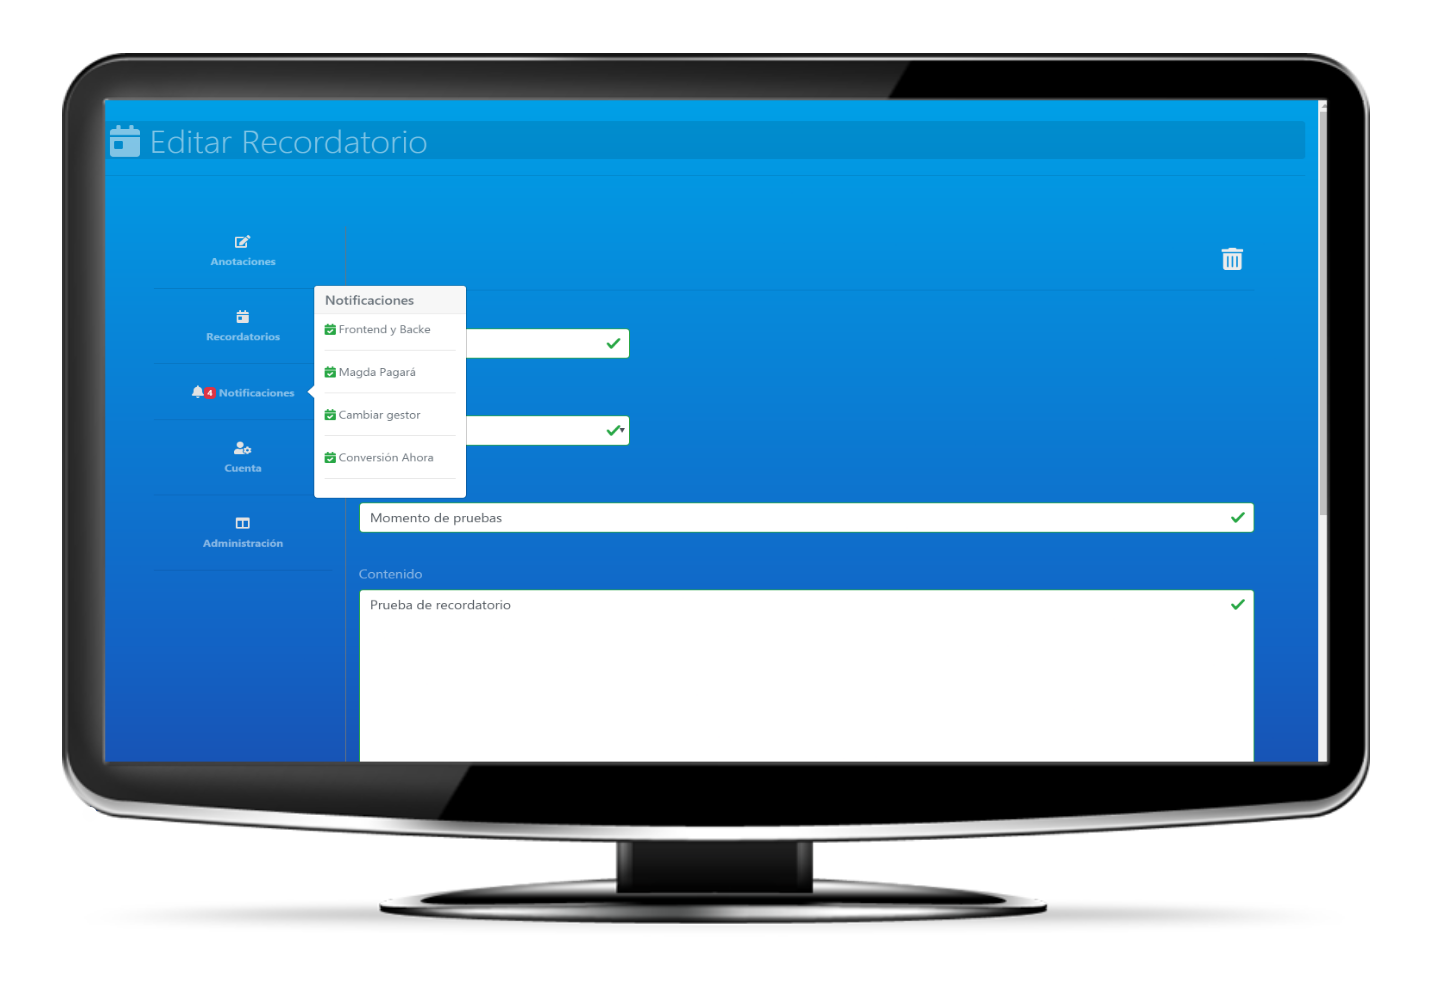 Editar Recordatorio
Anotaciones
Recordatorios
4 Notificaciones
Cuenta
Administración
Notificaciones
Frontend y Backe
Magda Pagará
Cambiar gestor
Conversión Ahora
Momento de pruebas
Contenido
Prueba de recordatorio